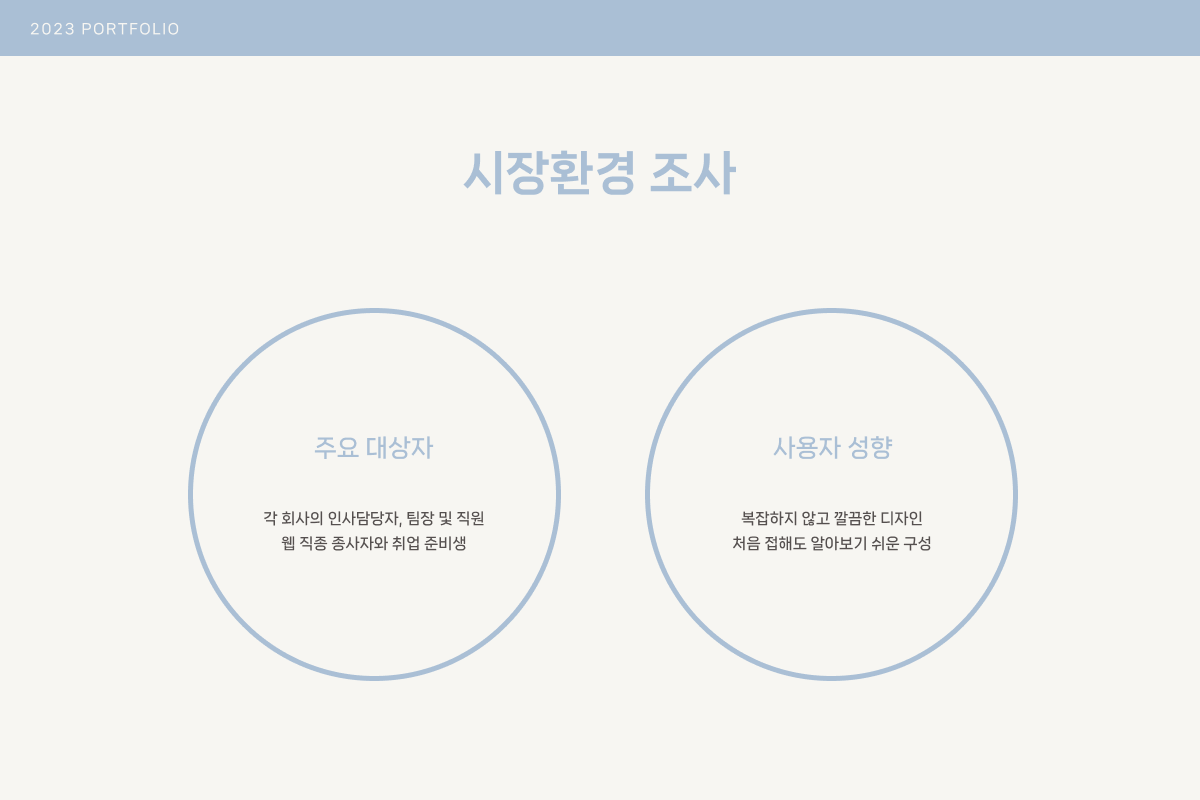 2023 PORTFOLIO
시장환경 조사
주요 대상자
각 회사의 인사담당자, 팀장 및 직원
웹 직종 종사자와 취업 준비생
사용자 성향
복잡하지 않고 깔끔한 디자인
처음 접해도 알아보기 쉬운 구성